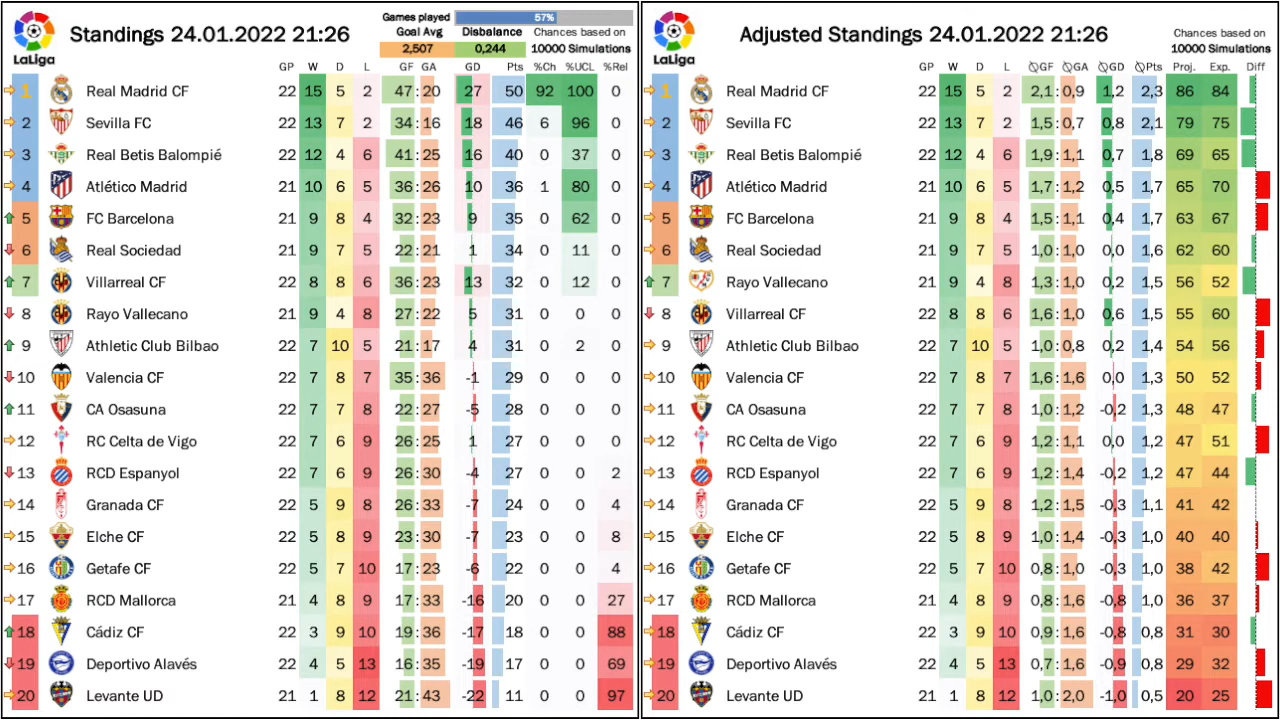 Games played 57%
LaLiga Standings 24.01.2022 21:26 Goal Avg Disbalance Chances based on
2,507 0,244 10000 Simulations
GP W D L GF GA GD Pts %Ch %UCL %Rel
1 Real Madrid CF 22 15 5 2 47:20 27 50 92 100 0
2 Sevilla FC 22 13 7 2 34:16 18 46 6 96 0
3 Real Betis Balompié 22 12 4 6 41:25 16 40 0 37 0
4 Atlético Madrid 21 10 6 5 36:26 10 36 1 80 0
5 FC Barcelona 21 9 8 4 32:23 9 35 0 62 0
6 Real Sociedad 21 9 7 5 22:21 1 34 0 11 0
7 Villarreal CF 22 8 8 6 36:23 13 32 0 12 0
8 Rayo Vallecano 21 9 4 8 27:22 5 31 0 0 0
9 Athletic Club Bilbao 22 7 10 5 21:17 4 31 0 2 0
10 Valencia CF 22 7 8 7 35:36 -1 29 0 0 0
11 CA Osasuna 22 7 7 8 22:27 -5 28 0 0 0
12 RC Celta de Vigo 22 7 6 9 26:25 1 27 0 0 0
13 RCD Espanyol 22 7 6 9 26:30 -4 27 0 0 2
14 Granada CF 22 5 9 8 26:33 -7 24 0 0 4
15 Elche CF 22 5 8 9 23:30 -7 23 0 0 8
16 Getafe CF 22 5 7 10 17:23 -6 22 0 0 4
17 RCD Mallorca 21 4 8 9 17:33 -16 20 0 0 27
18 Cádiz CF 22 3 9 10 19:36 -17 18 0 0 88
19 Deportivo Alavés 22 4 5 13 16:35 -19 17 0 0 69
20 Levante UD 21 1 8 12 21:43 -22 11 0 0 97
LaLiga Adjusted Standings 24.01.2022 21:26 Chances based on
10000 Simulations
GP W D L ∅GF ∅GA ∅GD ∅Pts Proj. Exp. Diff
1 Real Madrid CF 22 15 5 2 2,1:0,9 1,2 2,3 86 84
2 Sevilla FC 22 13 7 2 1,5:0,7 0,8 2,1 79 75
3 Real Betis Balompié 22 12 4 6 1,9:1,1 0,7 1,8 69 65
4 Atlético Madrid 21 10 6 5 1,7:1,2 0,5 1,7 65 70
5 FC Barcelona 21 9 8 4 1,5:1,1 0,4 1,7 63 67
6 Real Sociedad 21 9 7 5 1,0:1,0 0,0 1,6 62 60
7 Rayo Vallecano 21 9 4 8 1,3:1,0 0,2 1,5 56 52
8 Villarreal CF 22 8 8 6 1,6:1,0 0,6 1,5 55 60
9 Athletic Club Bilbao 22 7 10 5 1,0:0,8 0,2 1,4 54 56
10 Valencia CF 22 7 8 7 1,6:1,6 0,0 1,3 50 52
11 CA Osasuna 22 7 7 8 1,0:1,2 -0,2 1,3 48 47
12 RC Celta de Vigo 22 7 6 9 1,2:1,1 0,0 1,2 47 51
13 RCD Espanyol 22 7 6 9 1,2:1,4 -0,2 1,2 47 44
14 Granada CF 22 5 9 8 1,2:1,5 -0,3 1,1 41 42
15 Elche CF 22 5 8 9 1,0:1,4 -0,3 1,0 40 40
16 Getafe CF 22 5 7 10 0,8:1,0 -0,3 1,0 38 42
17 RCD Mallorca 21 4 8 9 0,8:1,6 -0,8 1,0 36 37
18 Cádiz CF 22 3 9 10 0,9:1,6 -0,8 0,8 31 30
19 Deportivo Alavés 22 4 5 13 0,7:1,6 -0,9 0,8 29 32
20 Levante UD 21 1 8 12 1,0:2,0 -1,0 0,5 20 25